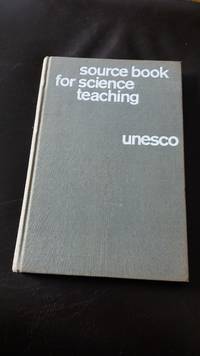 source book
for science
teaching
unesco